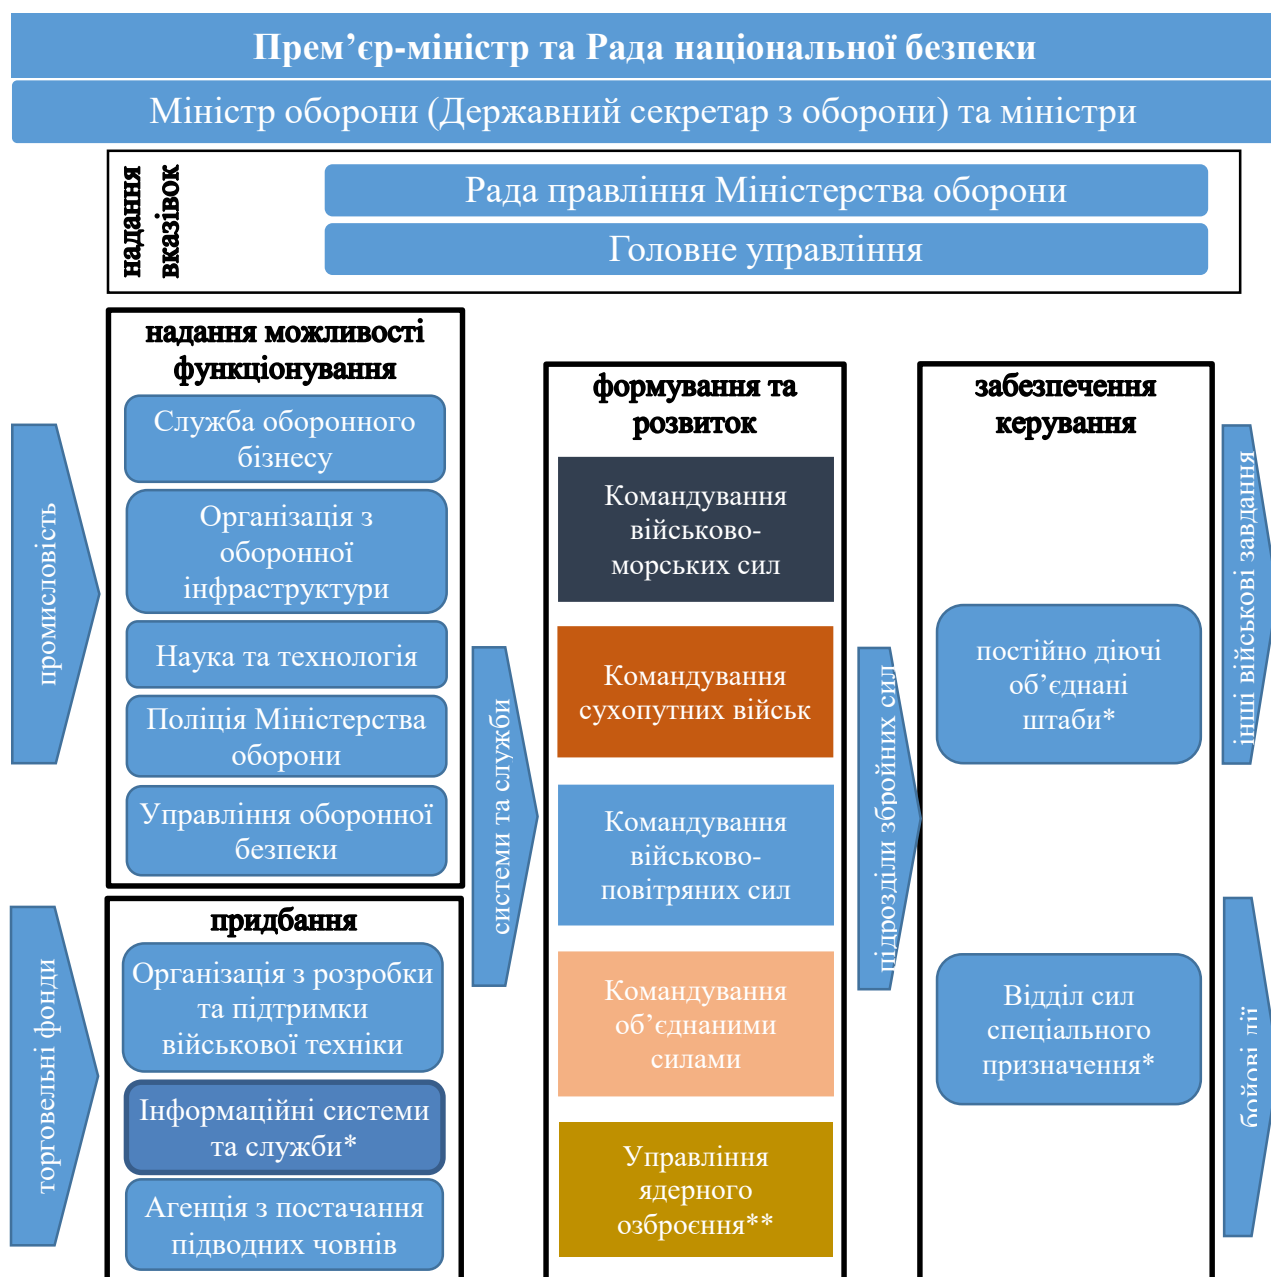 Прем’єр-міністр та Рада національної безпеки
Міністр оборони (Державний секретар з оборони) та міністри
надання
вказівок
Рада правління Міністерства оборони
Головне управління
промисловість
надання можливості
функціонування
Служба оборонного
бізнесу
Організація з
оборонної
інфраструктури
Наука та технологія
Поліція Міністерства
оборони
Управління оборонної
безпеки
торговельні фонди
придбання
Організація з розробки
та підтримки
військової техніки
Інформаційні системи
та служби*
Агенція з постачання
підводних човнів
системи та служби
формування та
розвиток
Командування
військово-
морських сил
Командування
сухопутних військ
Командування
військово-
повітряних сил
Командування
об’єднаними
силами
Управління
ядерного
озброєння**
підрозділи збройних сил
забезпечення
керування
постійно діючі
об’єднані
штаби*
Відділ сил
спеціального
призначення*
інші військові завдання
бойові дії